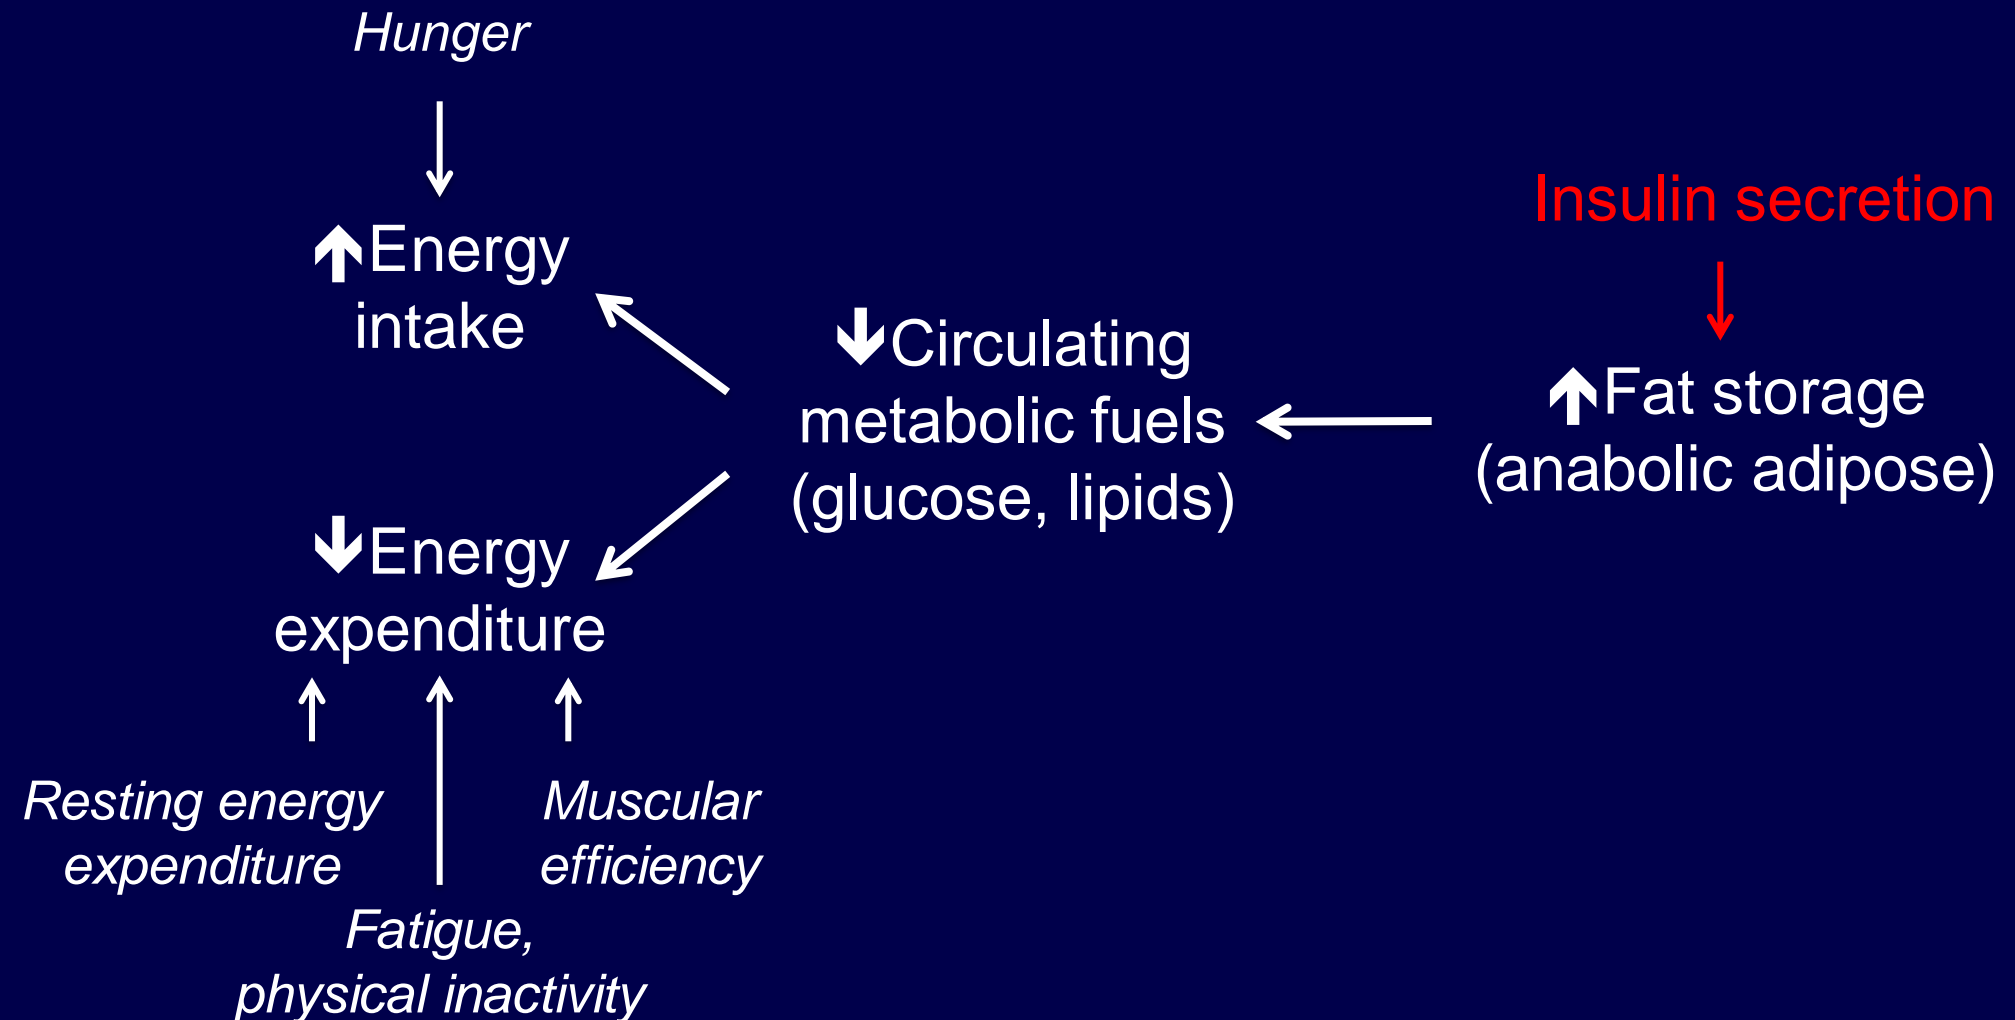 Hunger
🡹Energy
intake
Insulin secretion
🡻Circulating
metabolic fuels
(glucose, lipids)
🡹Fat storage
(anabolic adipose)
🡻Energy
expenditure
Resting energy
expenditure
Muscular
efficiency
Fatigue,
physical inactivity